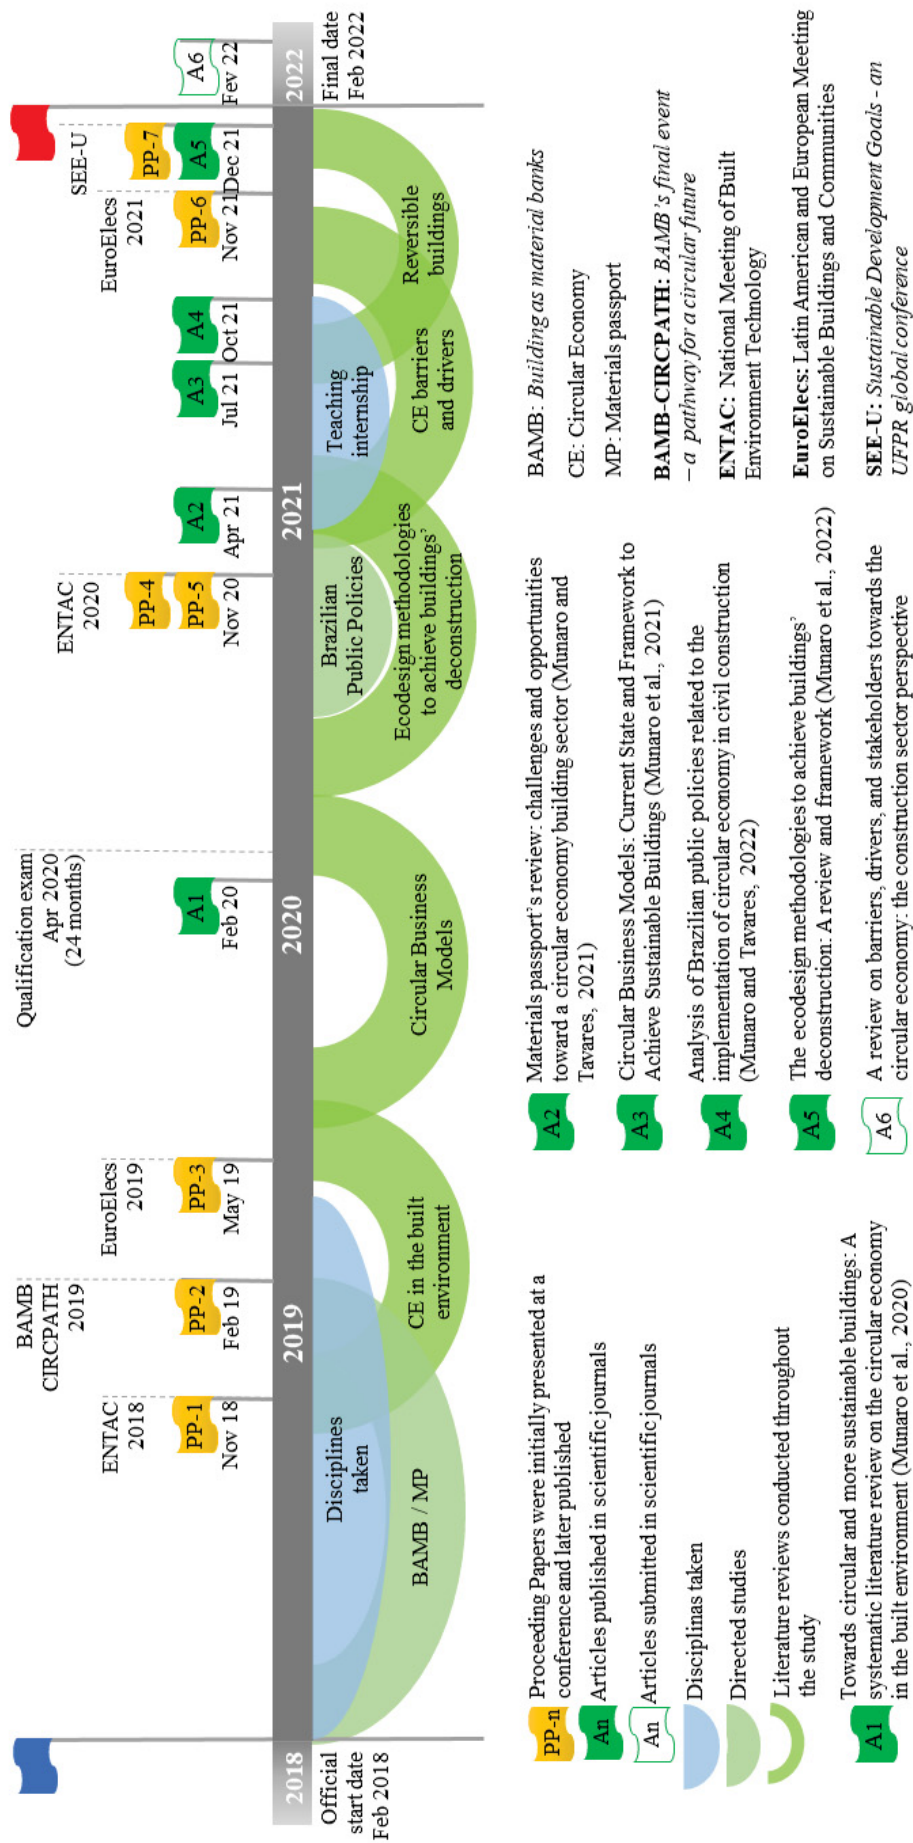 BAMB
CIRCPATH
2019
Qualification exam
Apr 2020
(24 months)
ENTAC
2018
EuroElecs
2019
ENTAC
2020
EuroElecs
2021
SEE-U
PP-4
PP-7
PP-1
PP-2
PP-3
A1
PP-5
A2
A3
A4
PP-6
A5
A6
Nov 18
Feb 19
May 19
Feb 20
Nov 20
Apr 21
Jul 21
Oct 21
Nov 21
Dec 21
Fev 22
2018
2019
2020
2021
2022
Official
start date
Feb 2018
Final date
Feb 2022
Disciplines
taken
BAMB / MP
CE in the built
environment
Circular Business
Models
Brazilian
Public Policies
Ecodesign methodologies
to achieve buildings'
deconstruction
Teaching
internship
CE barriers
and drivers
Reversible
buildings
PP-n
Proceeding Papers were initially presented at a
conference and later published
An
Articles published in scientific journals
An
Articles submitted in scientific journals
Disciplinas taken
Directed studies
Literature reviews conducted throughout
the study
A1
Towards circular and more sustainable buildings: A
systematic literature review on the circular economy
in the built environment (Munaro et al., 2020)
A2
Materials passport's review: challenges and opportunities
toward a circular economy building sector (Munaro and
Tavares, 2021)
A3
Circular Business Models: Current State and Framework to
Achieve Sustainable Buildings (Munaro et al., 2021)
A4
Analysis of Brazilian public policies related to the
implementation of circular economy in civil construction
(Munaro and Tavares, 2022)
A5
The ecodesign methodologies to achieve buildings'
deconstruction: A review and framework (Munaro et al., 2022)
A6
A review on barriers, drivers, and stakeholders towards the
circular economy: the construction sector perspective
BAMB: Building as material banks
CE: Circular Economy
MP: Materials passport
BAMB-CIRCPATH: BAMB's final event
– a pathway for a circular future
ENTAC: National Meeting of Built
Environment Technology
EuroElecs: Latin American and European Meeting
on Sustainable Buildings and Communities
SEE-U: Sustainable Development Goals - an
UFPR global conference